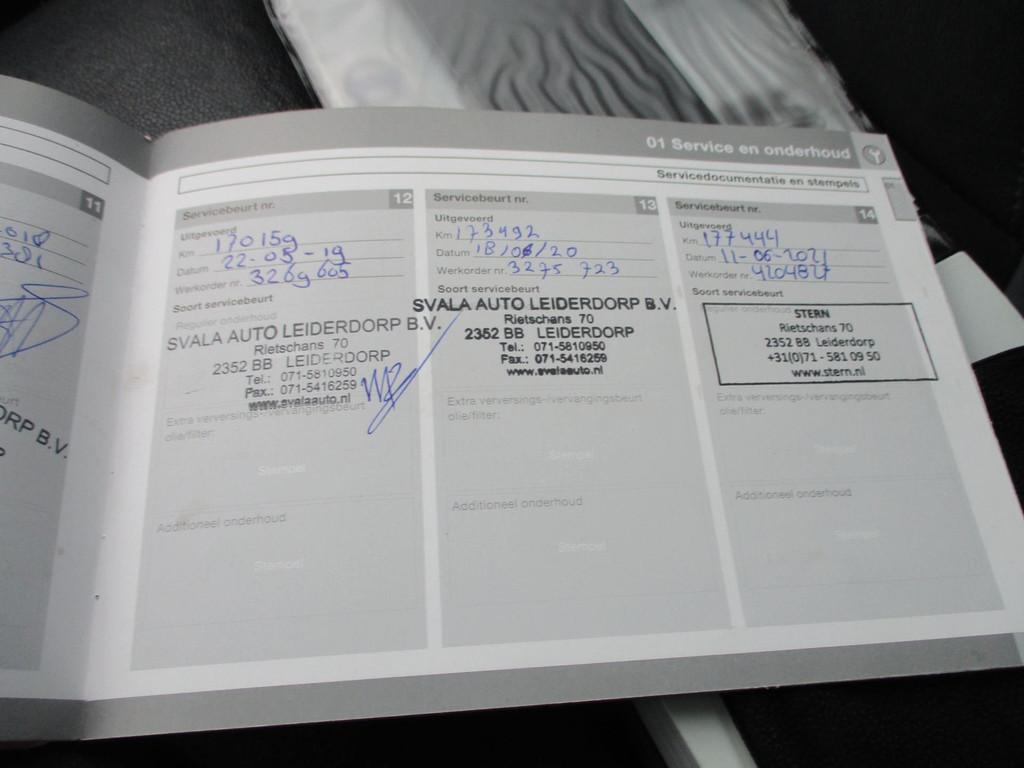 01 Service en onderhoud
Servicedocumentatie en stempels
11
DORP B.V.
Servicebeurt nr. 12
Uitgevoerd
Km 170159
Datum 22-05-19
Werkorder nr. 3269605
Soort servicebeurt
Regulier onderhoud
SVALA AUTO LEIDERDORP B.V.
Rietschans 70
2352 BB LEIDERDORP
Tel.: 071-5810950
Fax.: 071-5416259
www.svalaauto.nl
Extra verversings-/vervangingsbeurt
olie/filter:
Stempel
Additioneel onderhoud
Stempel
Servicebeurt nr. 13
Uitgevoerd
Km 173492
Datum 18/06/20
Werkorder nr. 3275 723
Soort servicebeurt
SVALA AUTO LEIDERDORP B.V.
Rietschans 70
2352 BB LEIDERDORP
Tel.: 071-5810950
Fax.: 071-5416259
www.svalaauto.nl
Extra verversings-/vervangingsbeurt
olie/filter:
Stempel
Additioneel onderhoud
Stempel
Servicebeurt nr. 14
Uitgevoerd
Km 177444
Datum 11-06-2021
Werkorder nr.
Soort servicebeurt
Regulier onderhoud
STERN
Rietschans 70
2352 BB Leiderdorp
+31(0)71 - 581 09 50
www.stern.nl
Extra verversings-/vervangingsbeurt
olie/filter:
Stempel
Additioneel onderhoud
Stempel